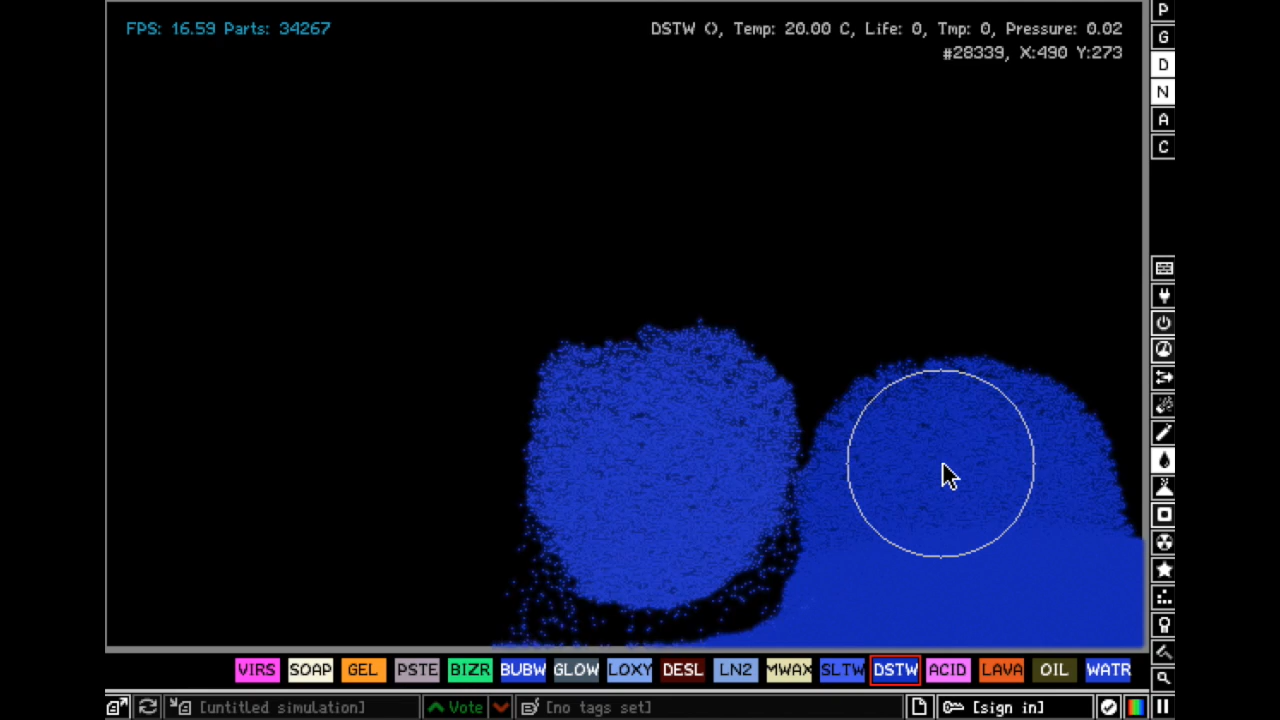 FPS: 16.59 Parts: 34267
DSTW (), Temp: 20.00 C, Life: 0, Tmp: 0, Pressure: 0.02
#28339, X:490 Y:273
P
G
D
N
A
C
VIRS SOAP GEL PSTE BIZR BUBW GLOW LOXY DESL LN2 MWAX SLTW DSTW ACID LAVA OIL WATR
[untitled simulation] Vote [no tags set] [sign in]